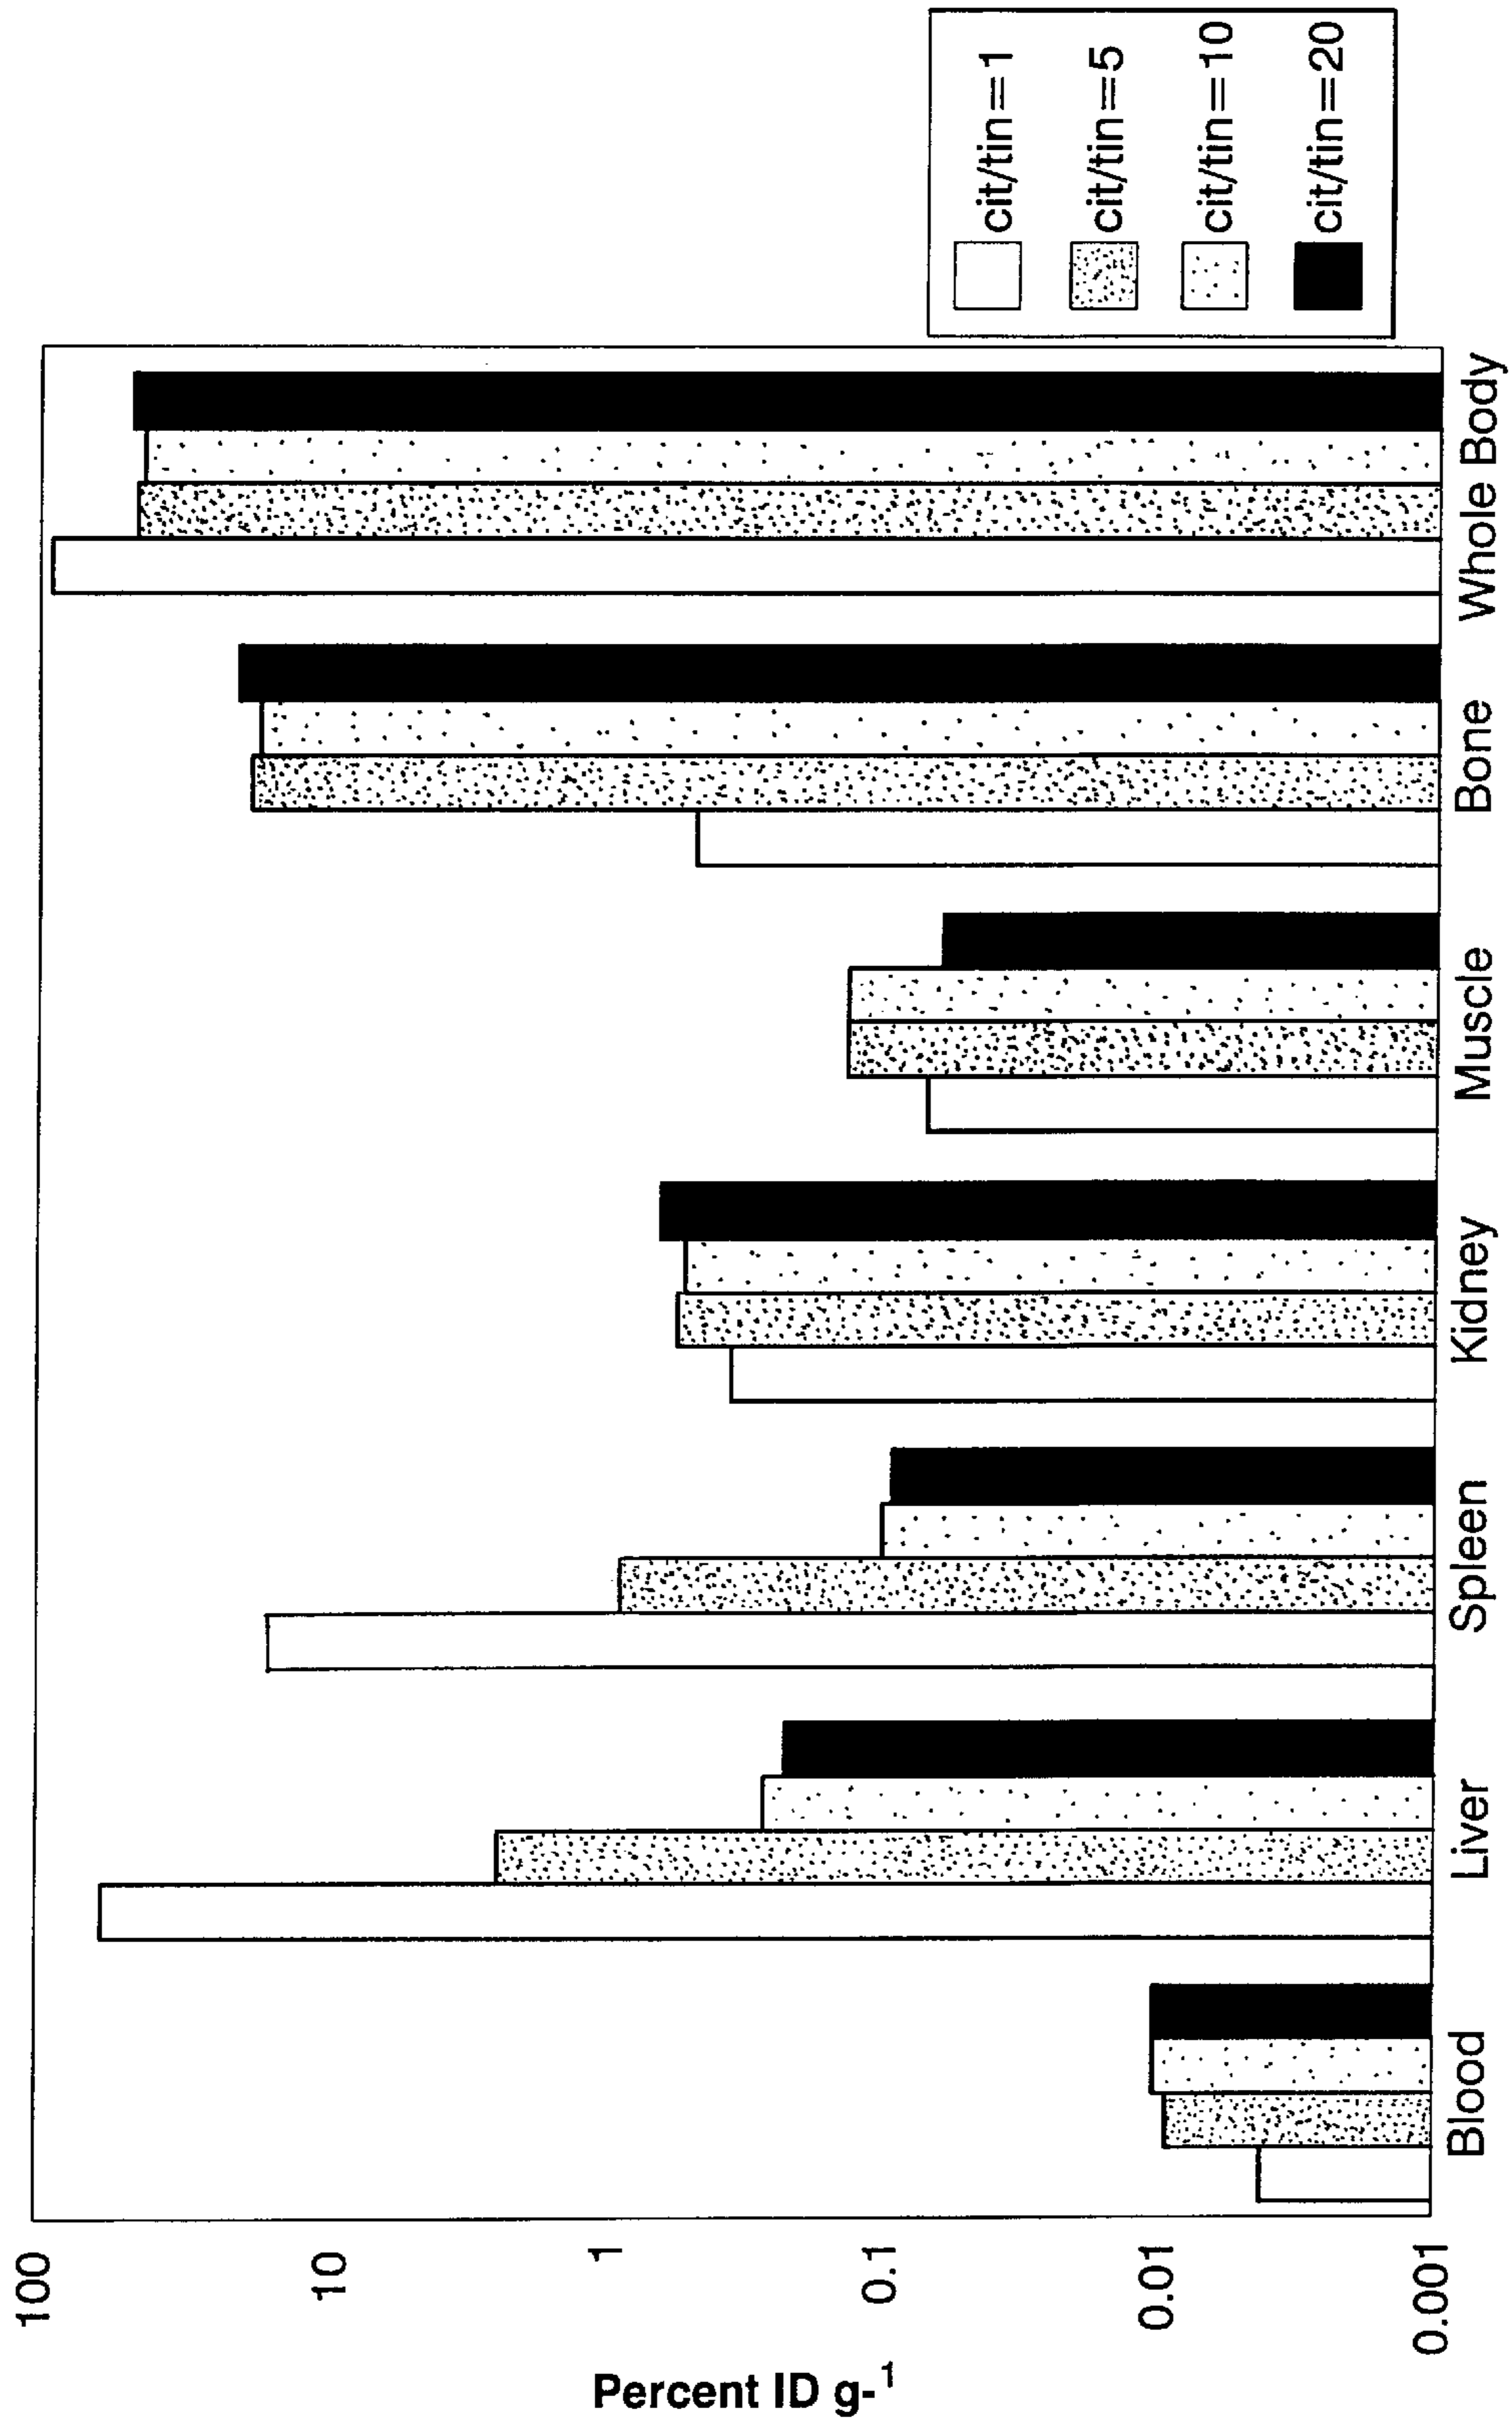 Percent ID g-1
100
10
1
0.1
0.01
0.001
Blood
Liver
Spleen
Kidney
Muscle
Bone
Whole Body
cit/tin=1
cit/tin=5
cit/tin=10
cit/tin=20